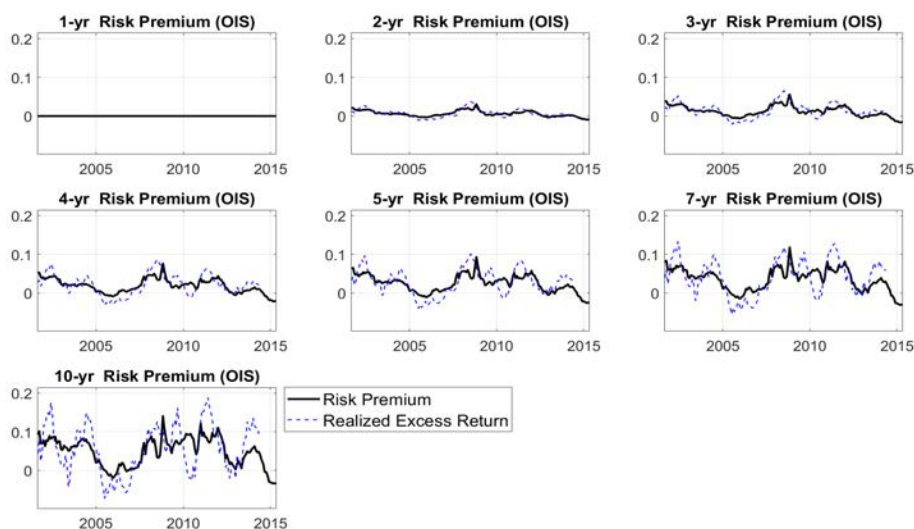 1-yr Risk Premium (OIS)
0.2
0.1
0
2005 2010 2015
2-yr Risk Premium (OIS)
0.2
0.1
0
2005 2010 2015
3-yr Risk Premium (OIS)
0.2
0.1
0
2005 2010 2015
4-yr Risk Premium (OIS)
0.2
0.1
0
2005 2010 2015
5-yr Risk Premium (OIS)
0.2
0.1
0
2005 2010 2015
7-yr Risk Premium (OIS)
0.2
0.1
0
2005 2010 2015
10-yr Risk Premium (OIS)
0.2
0.1
0
2005 2010 2015
Risk Premium
Realized Excess Return